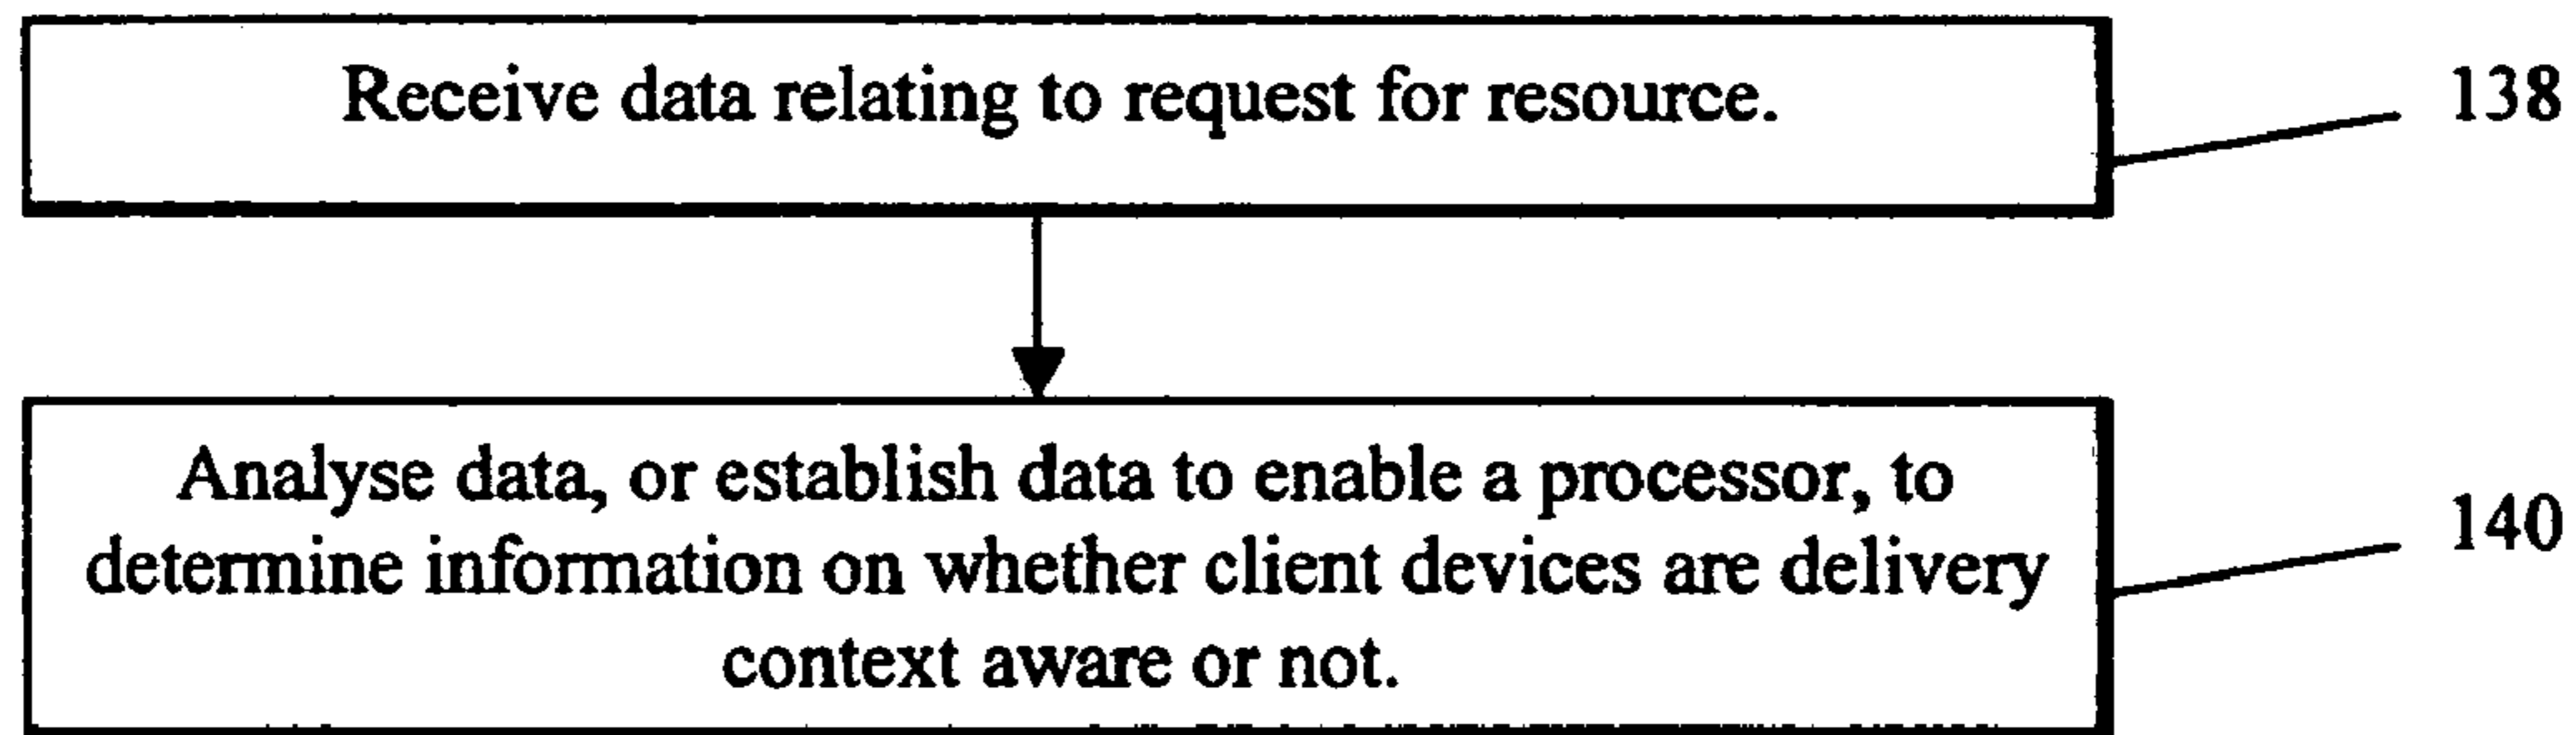 Receive data relating to request for resource.
138
Analyse data, or establish data to enable a processor, to
determine information on whether client devices are delivery
context aware or not.
140